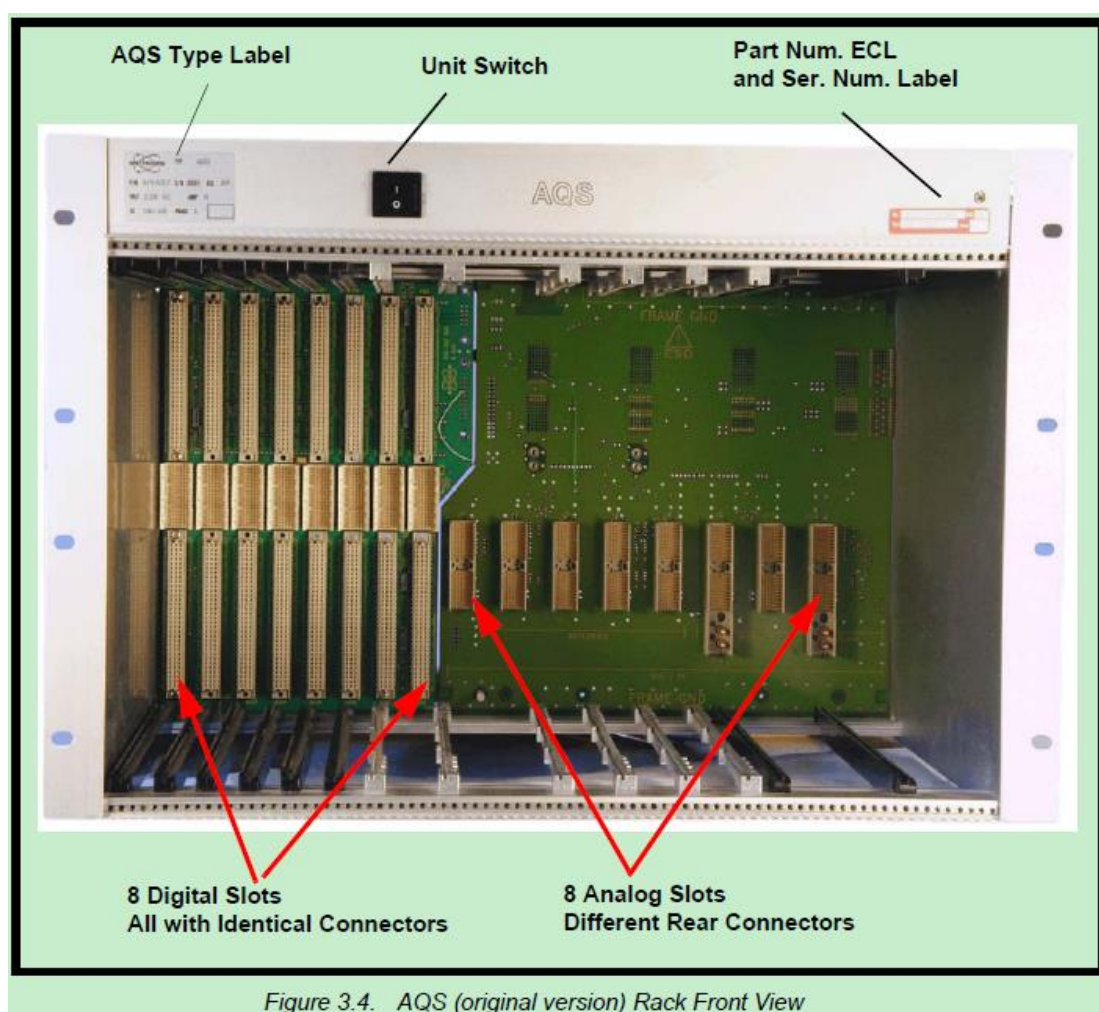 AQS Type Label
Unit Switch
Part Num. ECL
and Ser. Num. Label
AQS
FRAME GND
ESD
FRAME GND
8 Digital Slots
All with Identical Connectors
8 Analog Slots
Different Rear Connectors
Figure 3.4. AQS (original version) Rack Front View